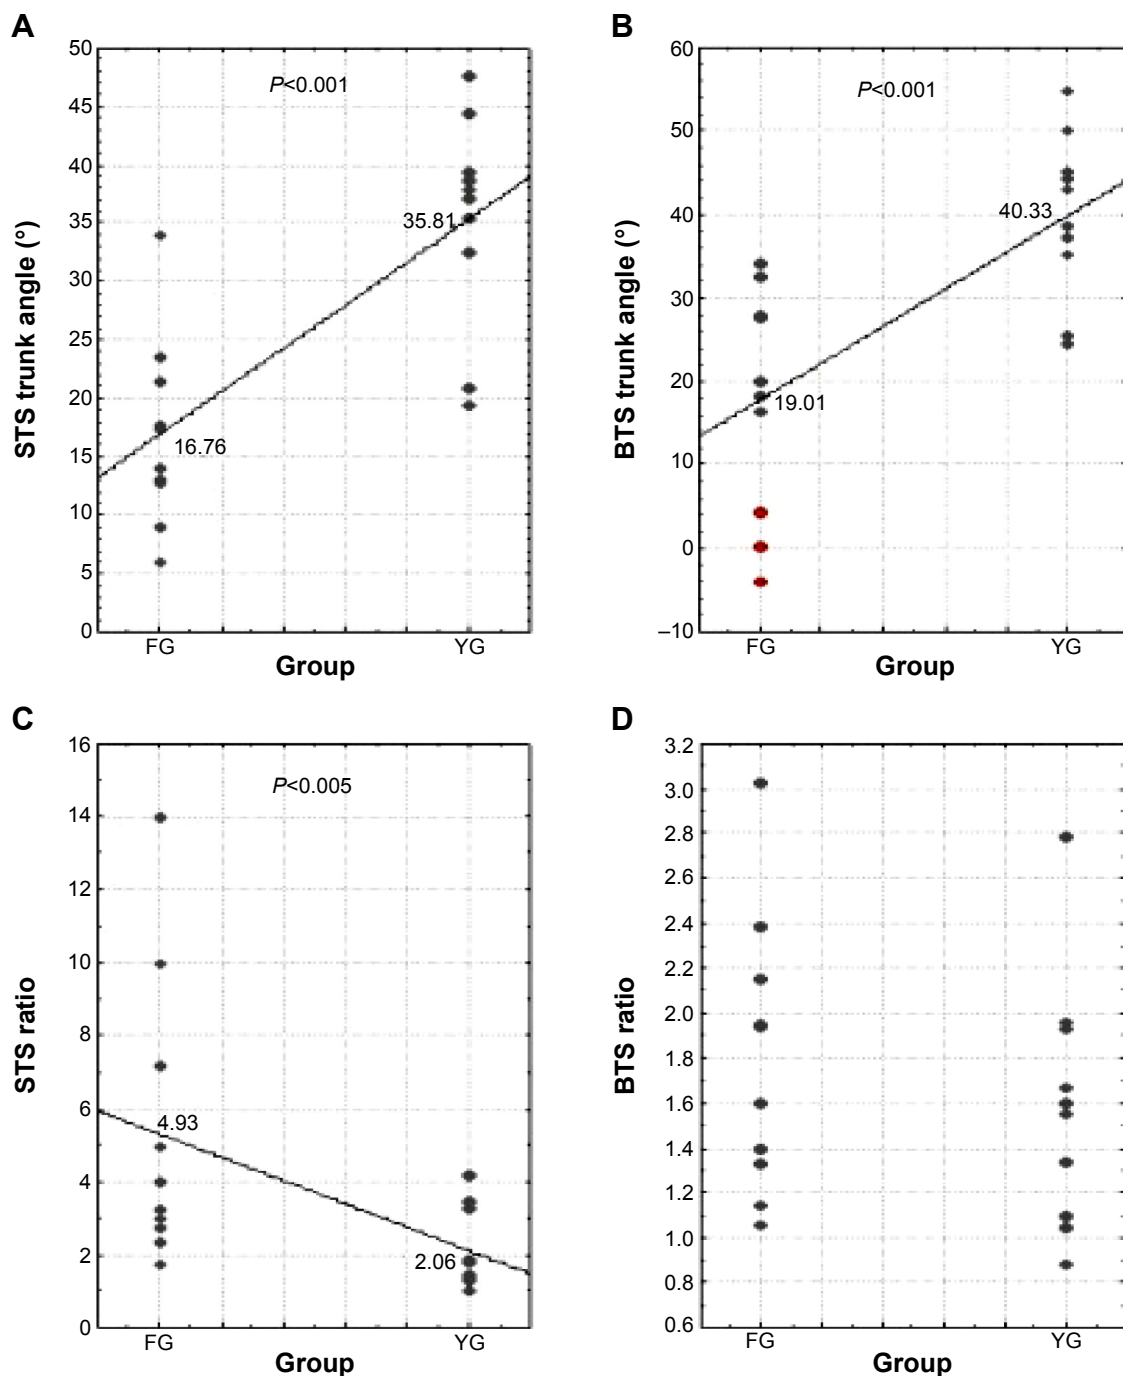 A
50
45
40
35
30
25
20
15
10
5
0
STS trunk angle (°)
P<0.001
35.81
16.76
FG
YG
Group
B
60
50
40
30
20
10
0
–10
BTS trunk angle (°)
P<0.001
40.33
19.01
FG
YG
Group
C
16
14
12
10
8
6
4
2
0
STS ratio
P<0.005
4.93
2.06
FG
YG
Group
D
3.2
3.0
2.8
2.6
2.4
2.2
2.0
1.8
1.6
1.4
1.2
1.0
0.8
0.6
BTS ratio
FG
YG
Group